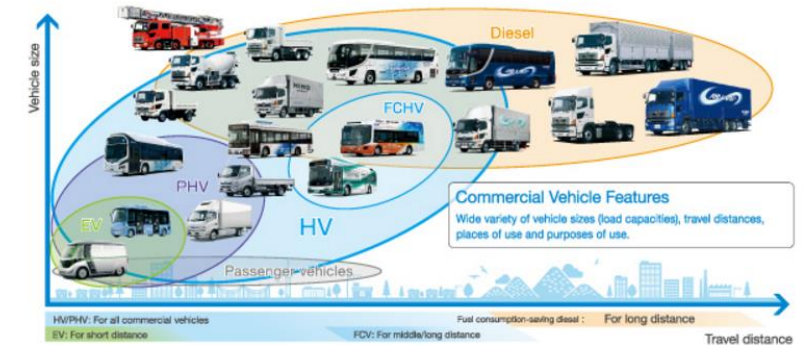 Vehicle size
Diesel
FCHV
PHV
EV
HV
Commercial Vehicle Features
Wide variety of vehicle sizes (load capacities), travel distances,
places of use and purposes of use.
Passenger vehicles
HV/PHV: For all commercial vehicles
Fuel consumption-saving diesel : For long distance
EV: For short distance
FCV: For middle/long distance
Travel distance